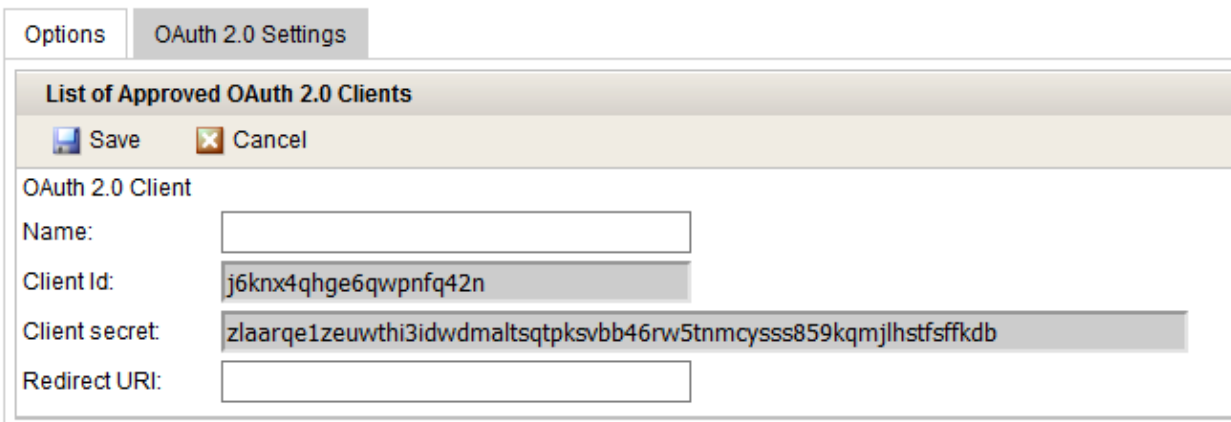 Options OAuth 2.0 Settings
List of Approved OAuth 2.0 Clients
Save Cancel
OAuth 2.0 Client
Name:
Client Id: j6knx4qhge6qwpnfq42n
Client secret: zlaarqe1zeuwthi3idwdmaltsqtpksvbb46rw5tnmcysss859kqmjlhstfsffkdb
Redirect URI: